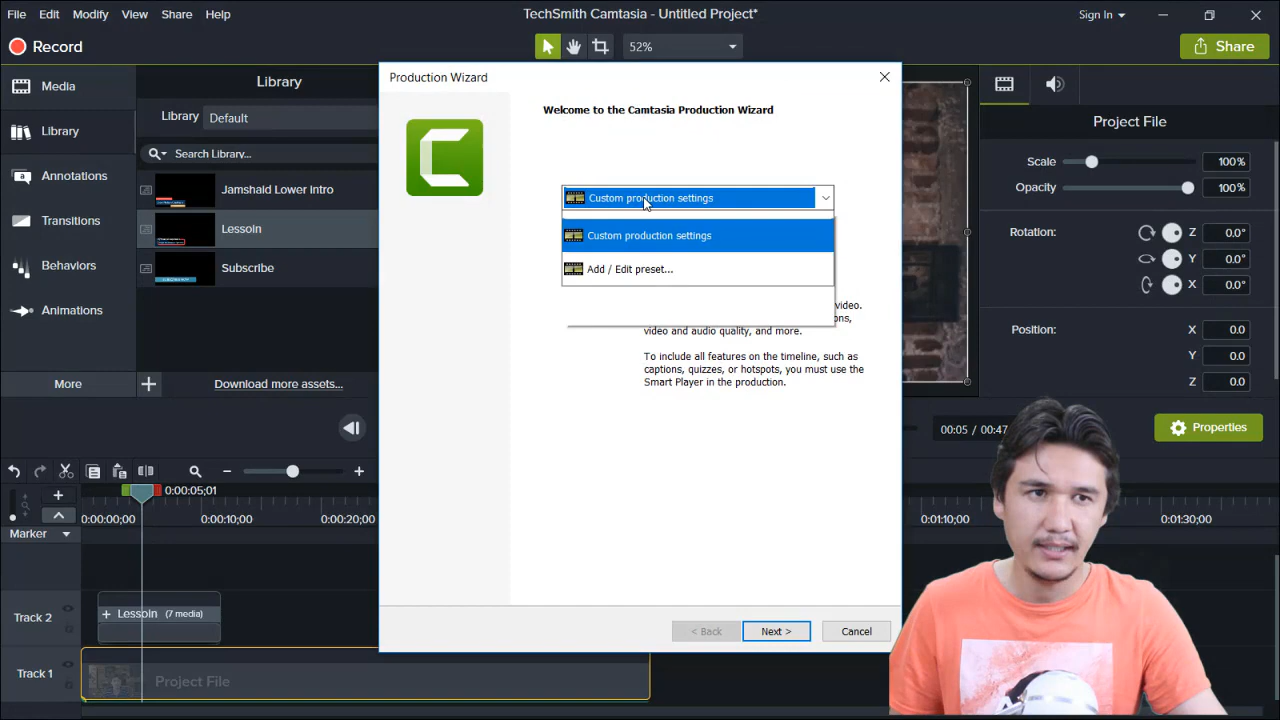 File Edit Modify View Share Help
TechSmith Camtasia - Untitled Project*
Sign In
Record
52%
Share
Media
Library
Annotations
Transitions
Behaviors
Animations
More
Library
Library Default
Search Library...
Jamshald Lower Intro
Lessoin
Subscribe
Download more assets...
Production Wizard
Welcome to the Camtasia Production Wizard
Custom production settings
Custom production settings
Add / Edit preset...
video.
ons,
video and audio quality, and more.
To include all features on the timeline, such as
captions, quizzes, or hotspots, you must use the
Smart Player in the production.
< Back Next > Cancel
Project File
Scale 100%
Opacity 100%
Rotation: Z 0.0°
Y 0.0°
X 0.0°
Position: X 0.0
Y 0.0
Z 0.0
00:05 / 00:47
Properties
0:00:05;01
0:00:00;00 0:00:10;00 0:00:20;00 0:01:10;00 0:01:30;00
Marker
Track 2
+ Lessoin (7 media)
Track 1
Project File